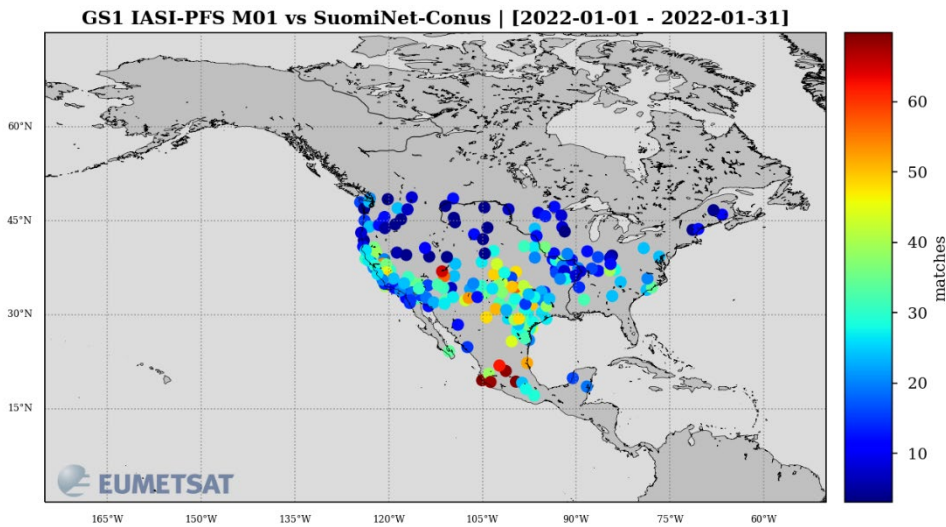 GS1 IASI-PFS M01 vs SuomiNet-Conus | [2022-01-01 - 2022-01-31]
60°N
45°N
30°N
15°N
165°W
150°W
135°W
120°W
105°W
90°W
75°W
60°W
60
50
40
30
20
10
matches
EUMETSAT